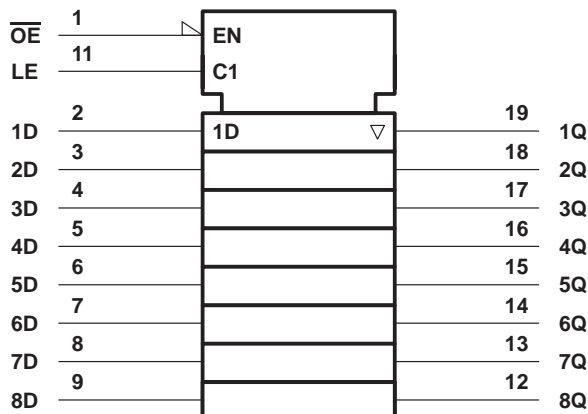 1
OE EN
11
LE C1
2 19
1D 1D ▽ 1Q
3 18
2D 2Q
4 17
3D 3Q
5 16
4D 4Q
6 15
5D 5Q
7 14
6D 6Q
8 13
7D 7Q
9 12
8D 8Q